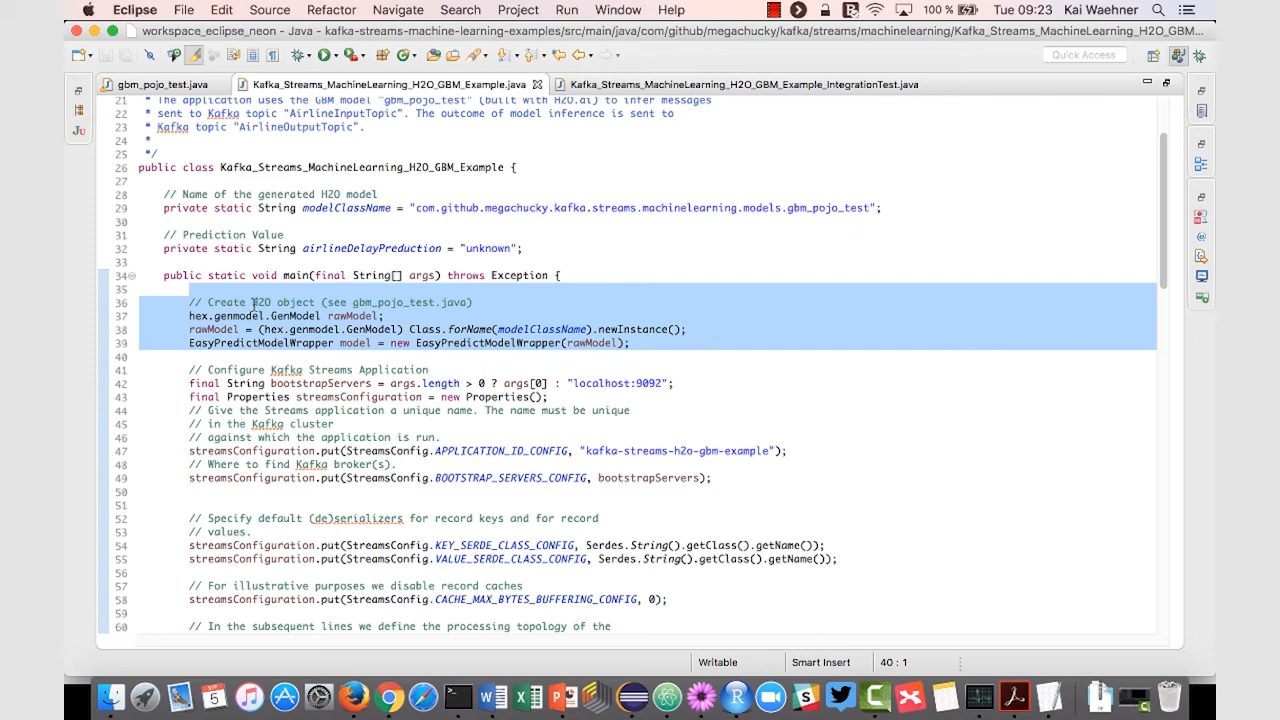 Eclipse File Edit Source Refactor Navigate Search Project Run Window Help 100 % Tue 09:23 Kai Waehner
workspace_eclipse_neon - Java - kafka-streams-machine-learning-examples/src/main/java/com/github/megachucky/kafka/streams/machinelearning/Kafka_Streams_MachineLearning_H2O_GBM_E...
Quick Access
gbm_pojo_test.java Kafka_Streams_MachineLearning_H2O_GBM_Example.java Kafka_Streams_MachineLearning_H2O_GBM_Example_IntegrationTest.java
21 * The application uses the GBM model "gbm_pojo_test" (built with H2O.ai) to infer messages
22 * sent to Kafka topic "AirlineInputTopic". The outcome of model inference is sent to
23 * Kafka topic "AirlineOutputTopic".
24 *
25 */
26 public class Kafka_Streams_MachineLearning_H2O_GBM_Example {
27
28 // Name of the generated H2O model
29 private static String modelClassName = "com.github.megachucky.kafka.streams.machinelearning.models.gbm_pojo_test";
30
31 // Prediction Value
32 private static String airlineDelayPreduction = "unknown";
33
34 public static void main(final String[] args) throws Exception {
35
36 // Create H2O object (see gbm_pojo_test.java)
37 hex.genmodel.GenModel rawModel;
38 rawModel = (hex.genmodel.GenModel) Class.forName(modelClassName).newInstance();
39 EasyPredictModelWrapper model = new EasyPredictModelWrapper(rawModel);
40
41 // Configure Kafka Streams Application
42 final String bootstrapServers = args.length > 0 ? args[0] : "localhost:9092";
43 final Properties streamsConfiguration = new Properties();
44 // Give the Streams application a unique name. The name must be unique
45 // in the Kafka cluster
46 // against which the application is run.
47 streamsConfiguration.put(StreamsConfig.APPLICATION_ID_CONFIG, "kafka-streams-h2o-gbm-example");
48 // Where to find Kafka broker(s).
49 streamsConfiguration.put(StreamsConfig.BOOTSTRAP_SERVERS_CONFIG, bootstrapServers);
50
51
52 // Specify default (de)serializers for record keys and for record
53 // values.
54 streamsConfiguration.put(StreamsConfig.KEY_SERDE_CLASS_CONFIG, Serdes.String().getClass().getName());
55 streamsConfiguration.put(StreamsConfig.VALUE_SERDE_CLASS_CONFIG, Serdes.String().getClass().getName());
56
57 // For illustrative purposes we disable record caches
58 streamsConfiguration.put(StreamsConfig.CACHE_MAX_BYTES_BUFFERING_CONFIG, 0);
59
60 // In the subsequent lines we define the processing topology of the
Ju
Writable Smart Insert 40 : 1
5